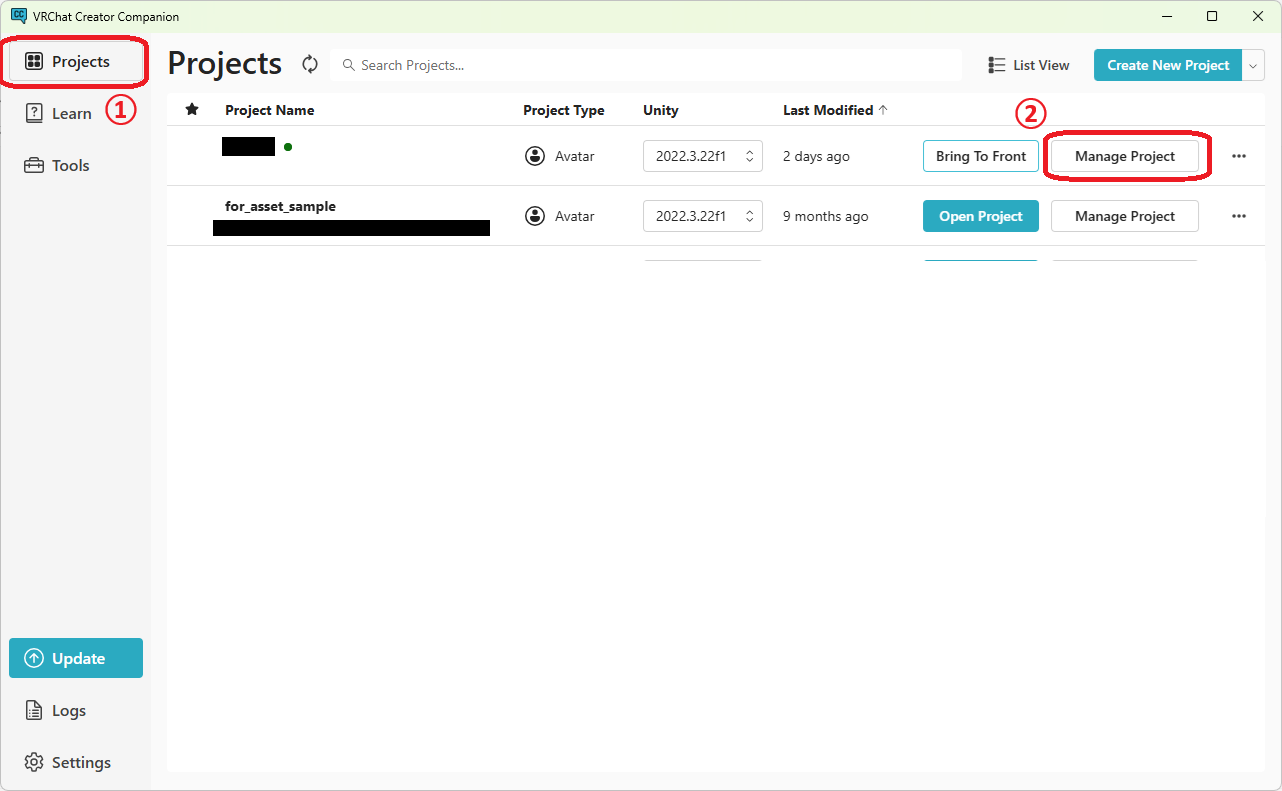 CC VRChat Creator Companion
Projects
①
Learn
Tools
Update
Logs
Settings
Projects Search Projects... List View Create New Project
Project Name Project Type Unity Last Modified ↑
②
Avatar 2022.3.22f1 2 days ago Bring To Front Manage Project ...
for_asset_sample
Avatar 2022.3.22f1 9 months ago Open Project Manage Project ...